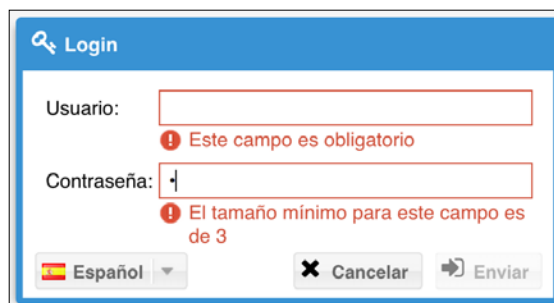 Login
Usuario:
Este campo es obligatorio
Contraseña:
El tamaño mínimo para este campo es
de 3
Español
Cancelar
Enviar